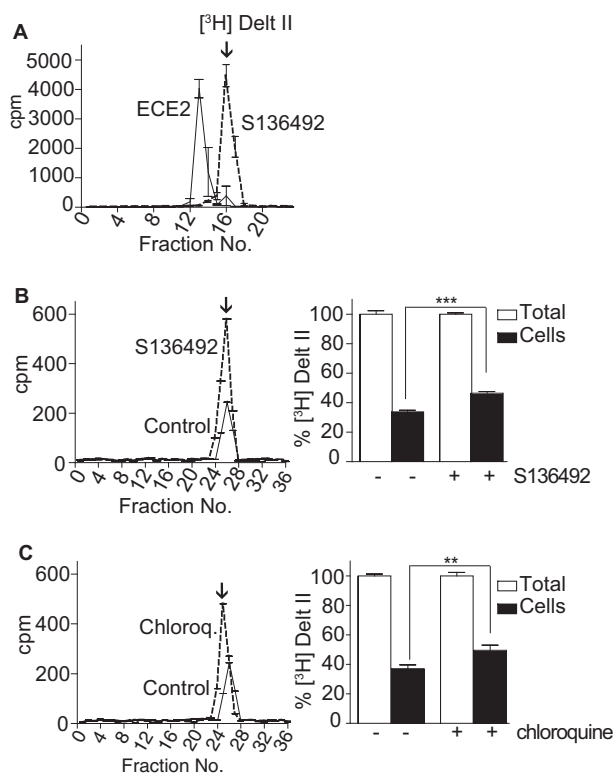 A
[³H] Delt II
cpm
5000
4000
3000
2000
1000
0
ECE2
S136492
0 4 8 12 16 20
Fraction No.
B
cpm
600
400
200
0
S136492
Control
0 4 8 12 16 20 24 28 32 36
Fraction No.
% [³H] Delt II
100
80
60
40
20
0
***
Total
Cells
- - + + S136492
C
cpm
600
400
200
0
Chloroq.
Control
0 4 8 12 16 20 24 28 32 36
Fraction No.
% [³H] Delt II
100
80
60
40
20
0
**
Total
Cells
- - + + chloroquine